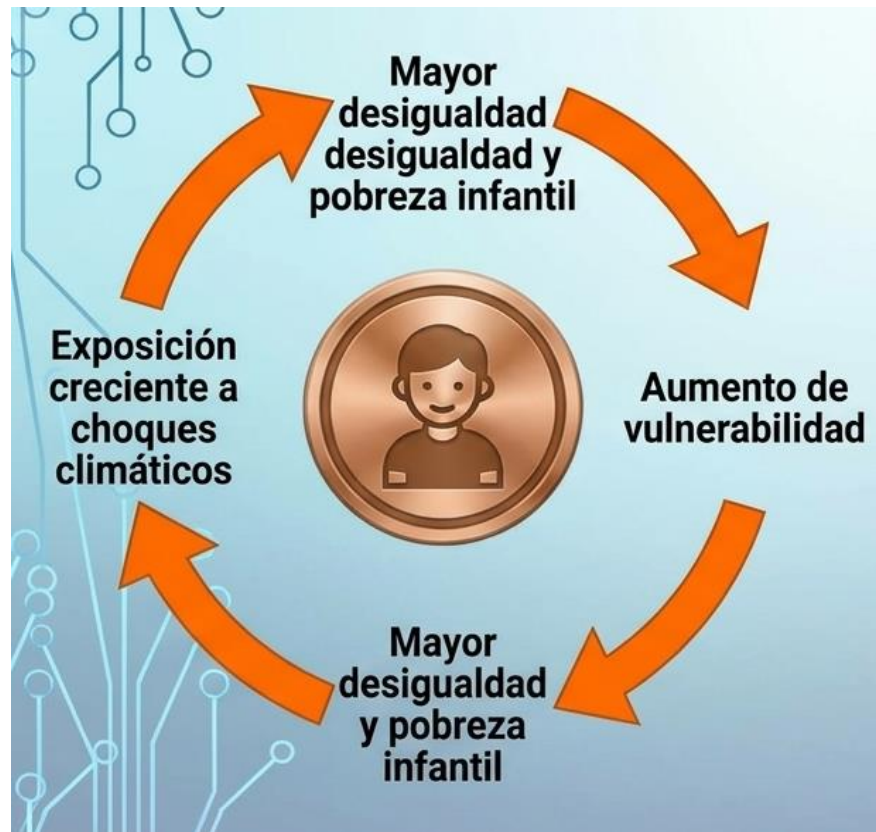 Mayor
desigualdad
desigualdad y
pobreza infantil
Exposición
creciente a
choques
climáticos
Aumento de
vulnerabilidad
Mayor
desigualdad
y pobreza
infantil